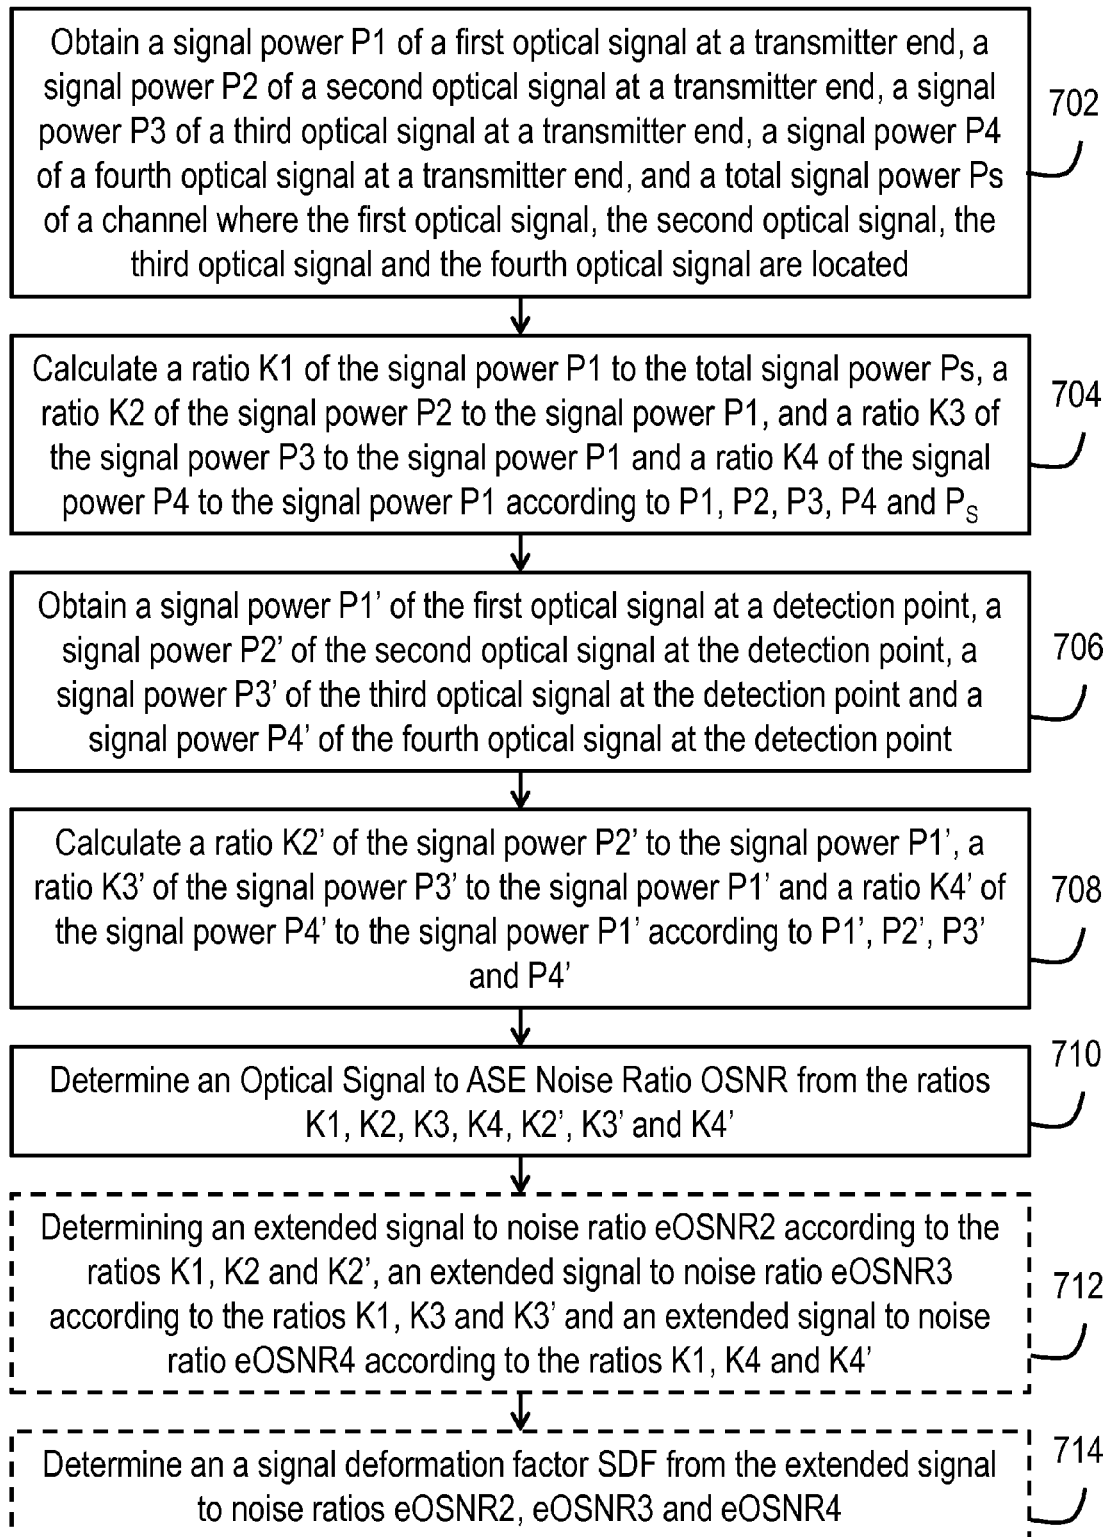 Obtain a signal power P1 of a first optical signal at a transmitter end, a
signal power P2 of a second optical signal at a transmitter end, a signal
power P3 of a third optical signal at a transmitter end, a signal power P4
of a fourth optical signal at a transmitter end, and a total signal power Ps
of a channel where the first optical signal, the second optical signal, the
third optical signal and the fourth optical signal are located
702
Calculate a ratio K1 of the signal power P1 to the total signal power Ps, a
ratio K2 of the signal power P2 to the signal power P1, and a ratio K3 of
the signal power P3 to the signal power P1 and a ratio K4 of the signal
power P4 to the signal power P1 according to P1, P2, P3, P4 and PS
704
Obtain a signal power P1’ of the first optical signal at a detection point, a
signal power P2’ of the second optical signal at the detection point, a
signal power P3’ of the third optical signal at the detection point and a
signal power P4’ of the fourth optical signal at the detection point
706
Calculate a ratio K2’ of the signal power P2’ to the signal power P1’, a
ratio K3’ of the signal power P3’ to the signal power P1’ and a ratio K4’ of
the signal power P4’ to the signal power P1’ according to P1’, P2’, P3’
and P4’
708
Determine an Optical Signal to ASE Noise Ratio OSNR from the ratios
K1, K2, K3, K4, K2’, K3’ and K4’
710
Determining an extended signal to noise ratio eOSNR2 according to the
ratios K1, K2 and K2’, an extended signal to noise ratio eOSNR3
according to the ratios K1, K3 and K3’ and an extended signal to noise
ratio eOSNR4 according to the ratios K1, K4 and K4’
712
Determine an a signal deformation factor SDF from the extended signal
to noise ratios eOSNR2, eOSNR3 and eOSNR4
714